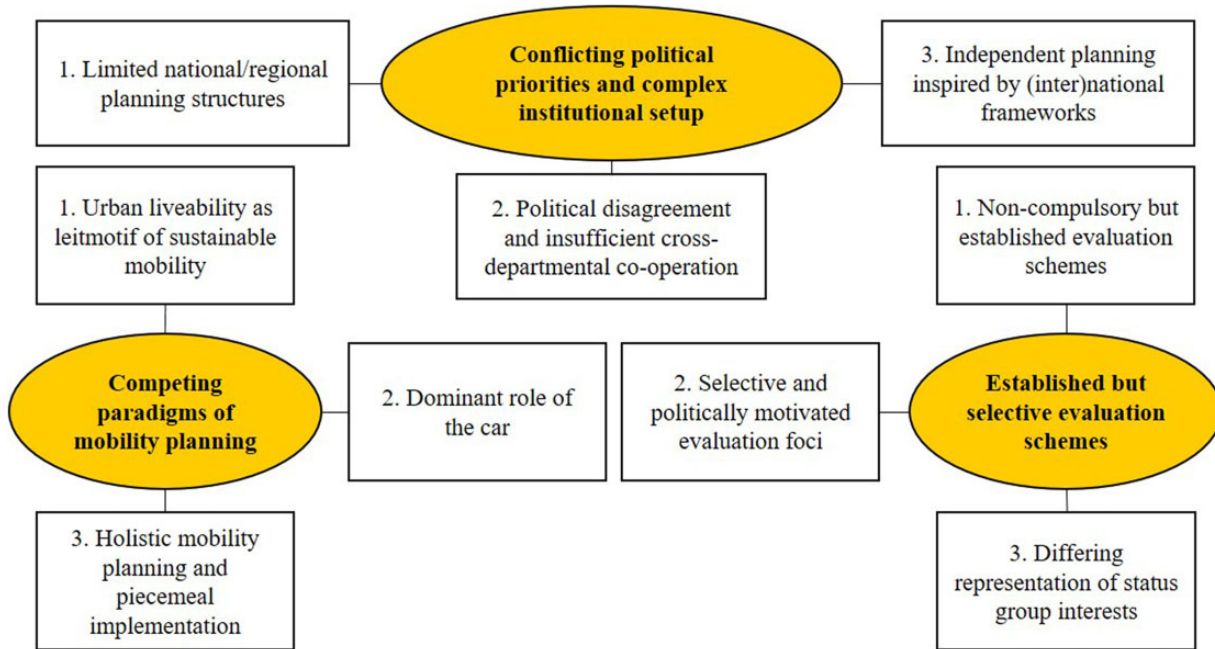 1. Limited national/regional
planning structures
Conflicting political
priorities and complex
institutional setup
3. Independent planning
inspired by (inter)national
frameworks
2. Political disagreement
and insufficient cross-
departmental co-operation
1. Urban liveability as
leitmotif of sustainable
mobility
Competing
paradigms of
mobility planning
2. Dominant role of
the car
3. Holistic mobility
planning and
piecemeal
implementation
1. Non-compulsory but
established evaluation
schemes
2. Selective and
politically motivated
evaluation foci
Established but
selective evaluation
schemes
3. Differing
representation of status
group interests